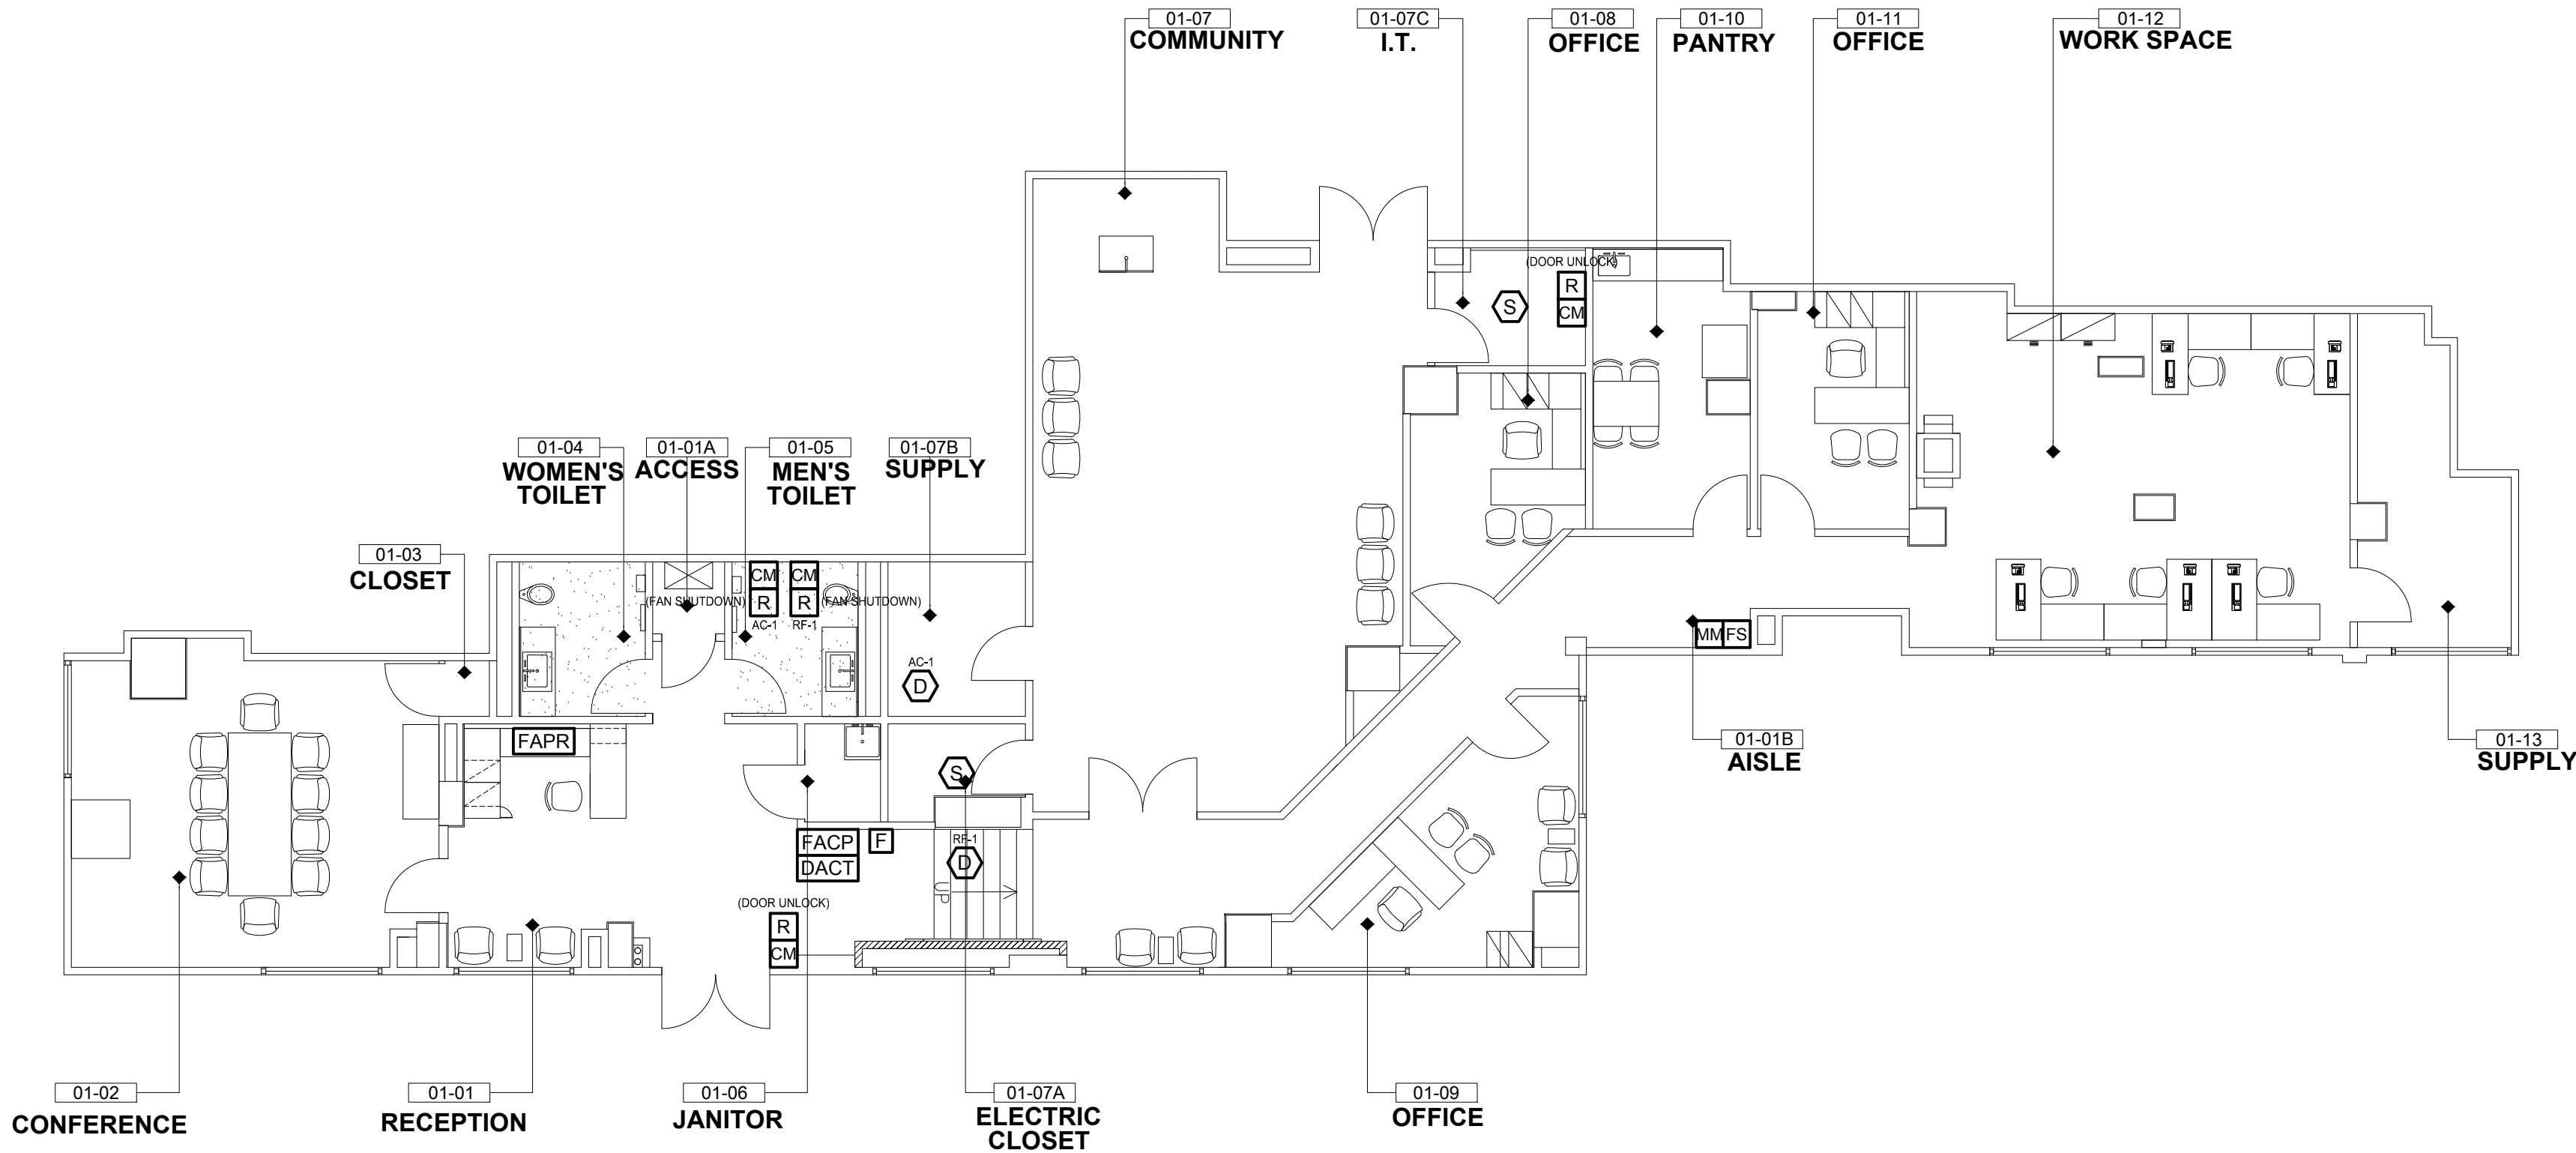 01-07
COMMUNITY
01-07C
I.T.
01-08
OFFICE
01-10
PANTRY
01-11
OFFICE
01-12
WORK SPACE
(DOOR UNLOCK)
R
CM
S
01-04
WOMEN'S
TOILET
01-01A
ACCESS
01-05
MEN'S
TOILET
01-07B
SUPPLY
01-03
CLOSET
CM
R
AC-1
(FAN SHUTDOWN)
CM
R
RF-1
(FAN SHUTDOWN)
MM
FS
AC-1
D
FAPR
01-01B
AISLE
01-13
SUPPLY
S
FACP
DACT
F
RF-1
D
UP
(DOOR UNLOCK)
R
CM
01-02
CONFERENCE
01-01
RECEPTION
01-06
JANITOR
01-07A
ELECTRIC
CLOSET
01-09
OFFICE